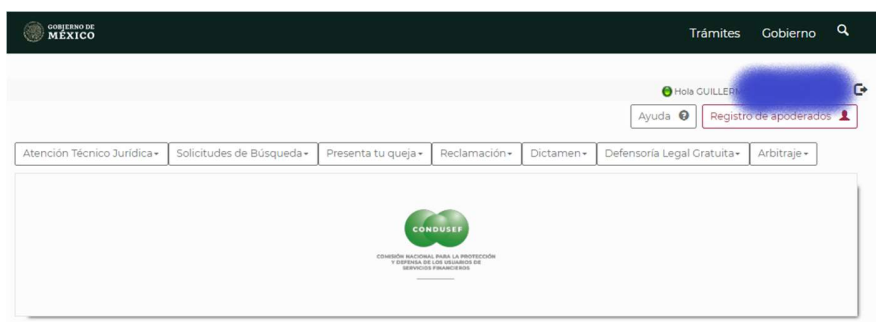 GOBIERNO DE
MÉXICO
Trámites Gobierno
Hola
Ayuda Registro de apoderados
Atención Técnico Jurídica Solicitudes de Búsqueda Presenta tu queja Reclamación Dictamen Defensoría Legal Gratuita Arbitraje
CONDUSEF
COMISIÓN NACIONAL PARA LA PROTECCIÓN
Y DEFENSA DE LOS USUARIOS DE
SERVICIOS FINANCIEROS